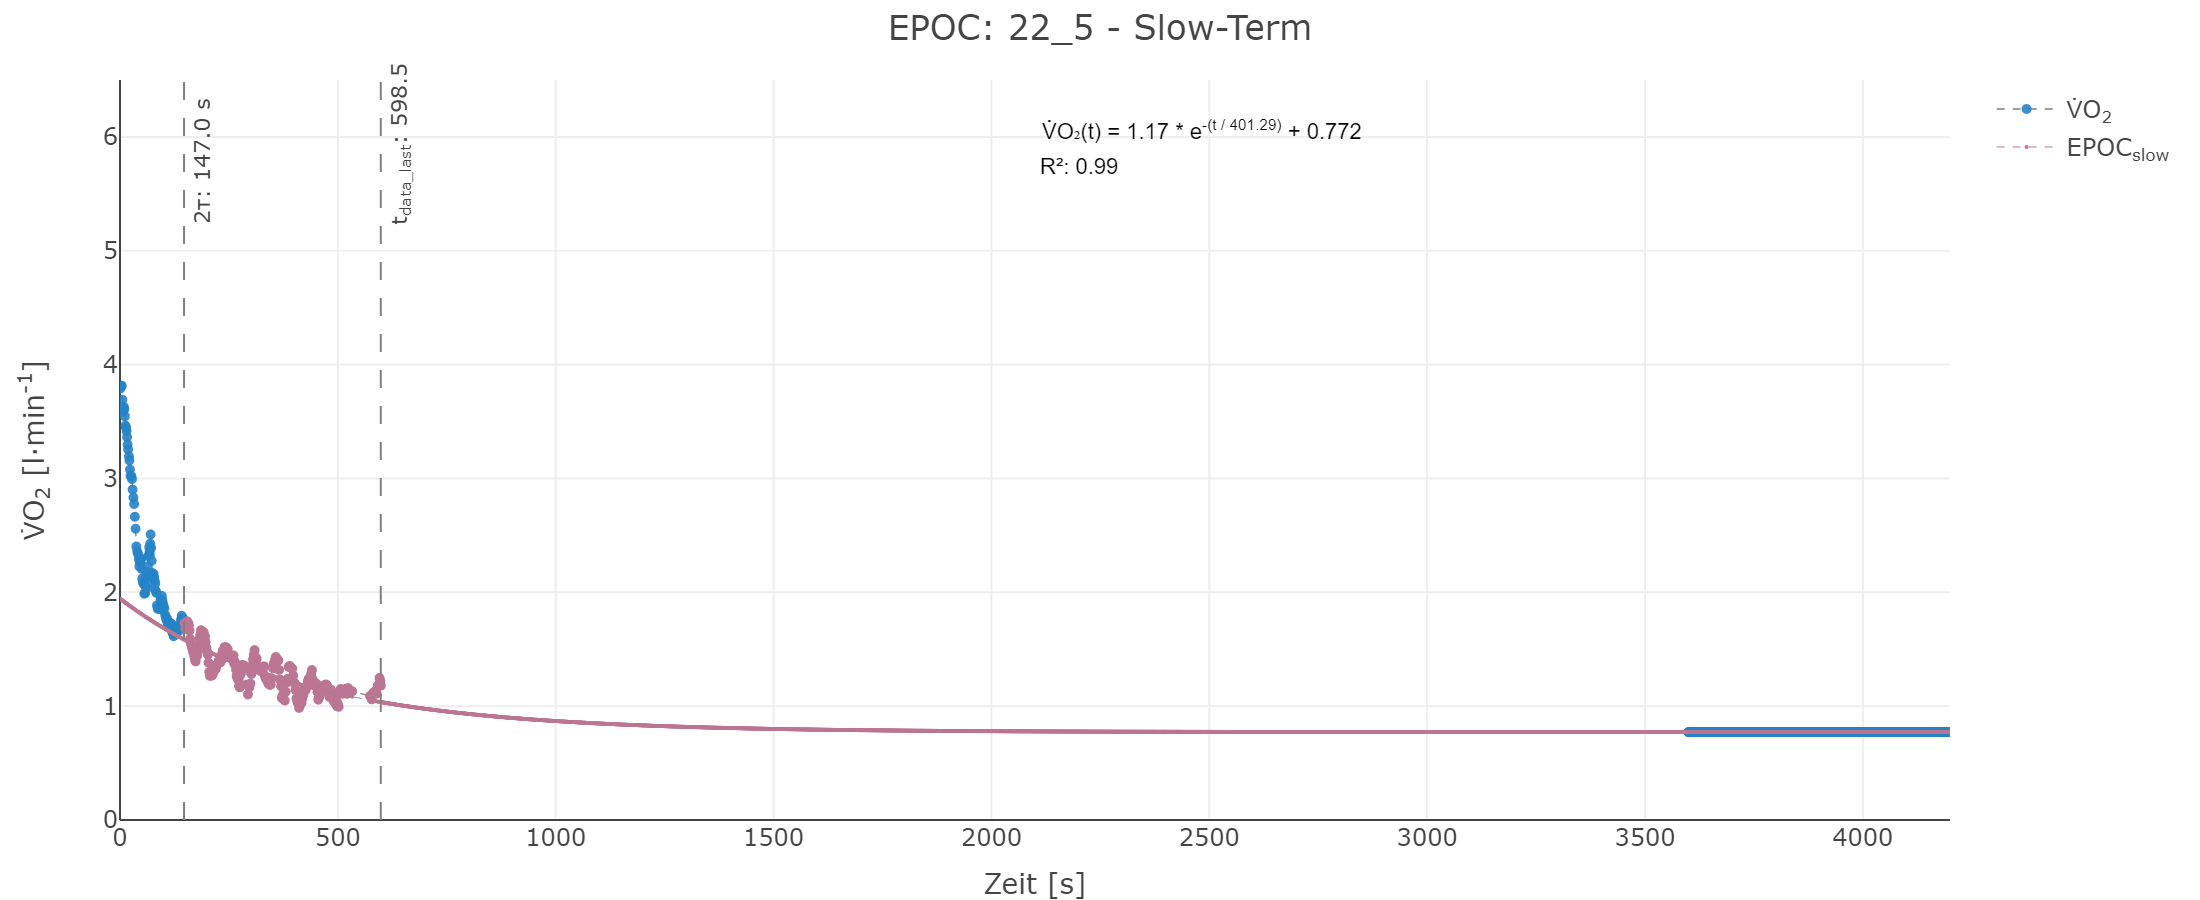 EPOC: 22_5 - Slow-Term
2τ: 147.0 s
t_data_last: 598.5
V̇O₂(t) = 1.17 * e^-(t / 401.29) + 0.772
R²: 0.99
V̇O₂
EPOC_slow
V̇O₂ [l·min⁻¹]
6
5
4
3
2
1
0
0 500 1000 1500 2000 2500 3000 3500 4000
Zeit [s]